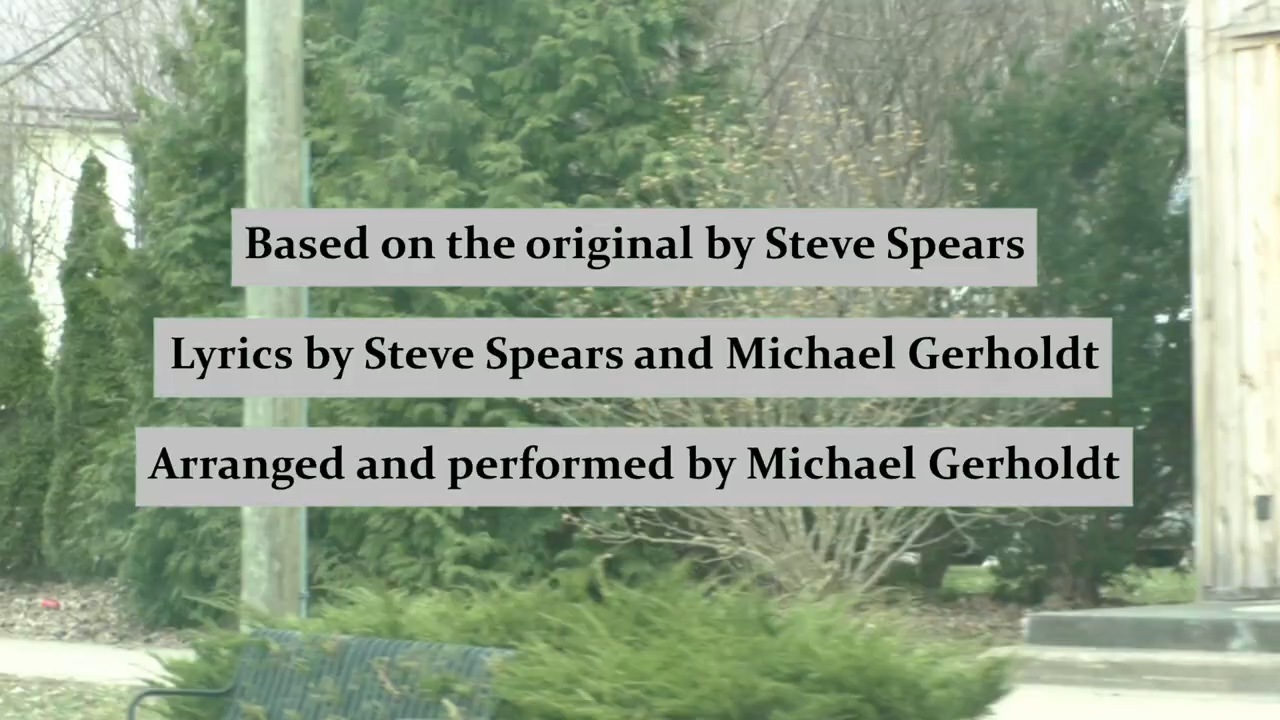 Based on the original by Steve Spears
Lyrics by Steve Spears and Michael Gerholdt
Arranged and performed by Michael Gerholdt